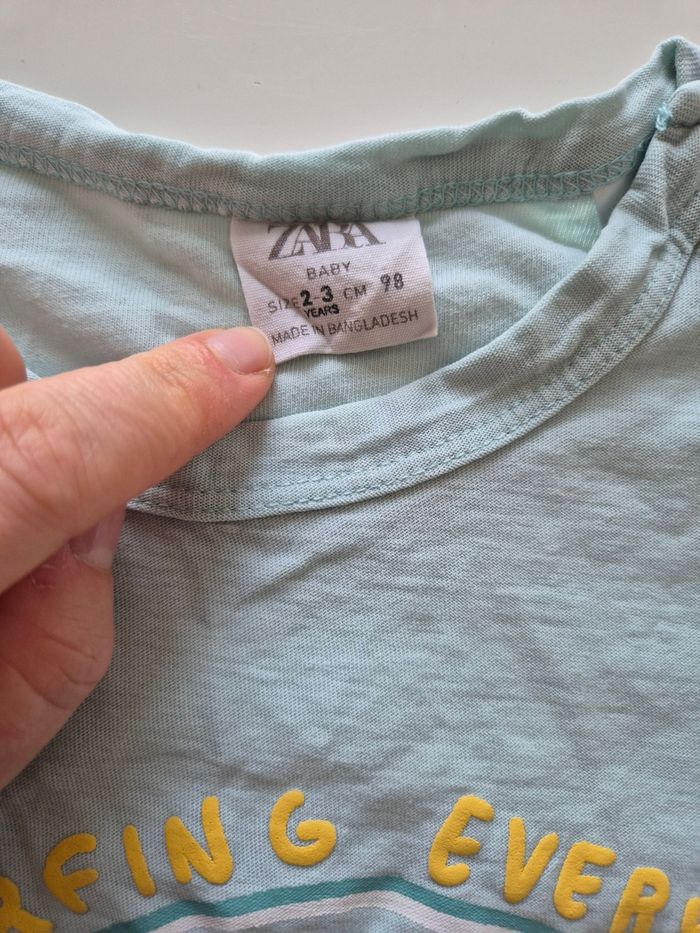 ZARA
BABY
SIZE 2-3 CM 98
YEARS
MADE IN BANGLADESH
RFING EVER